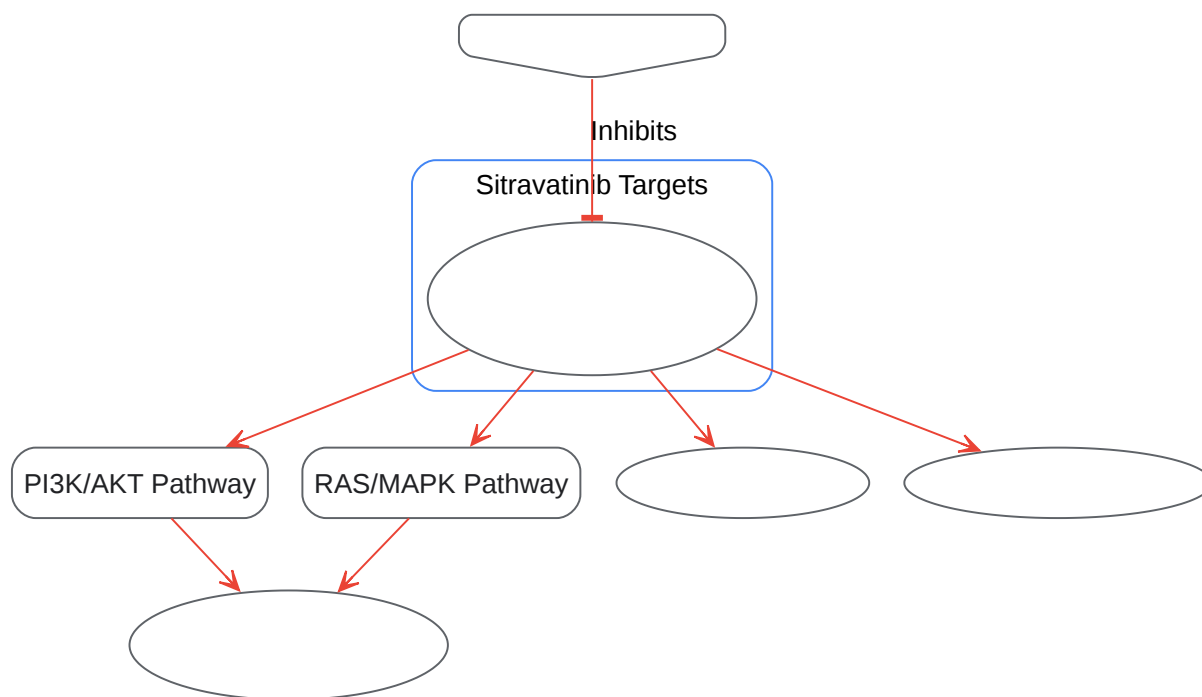 Inhibits
Sitravatinib Targets
PI3K/AKT Pathway
RAS/MAPK Pathway